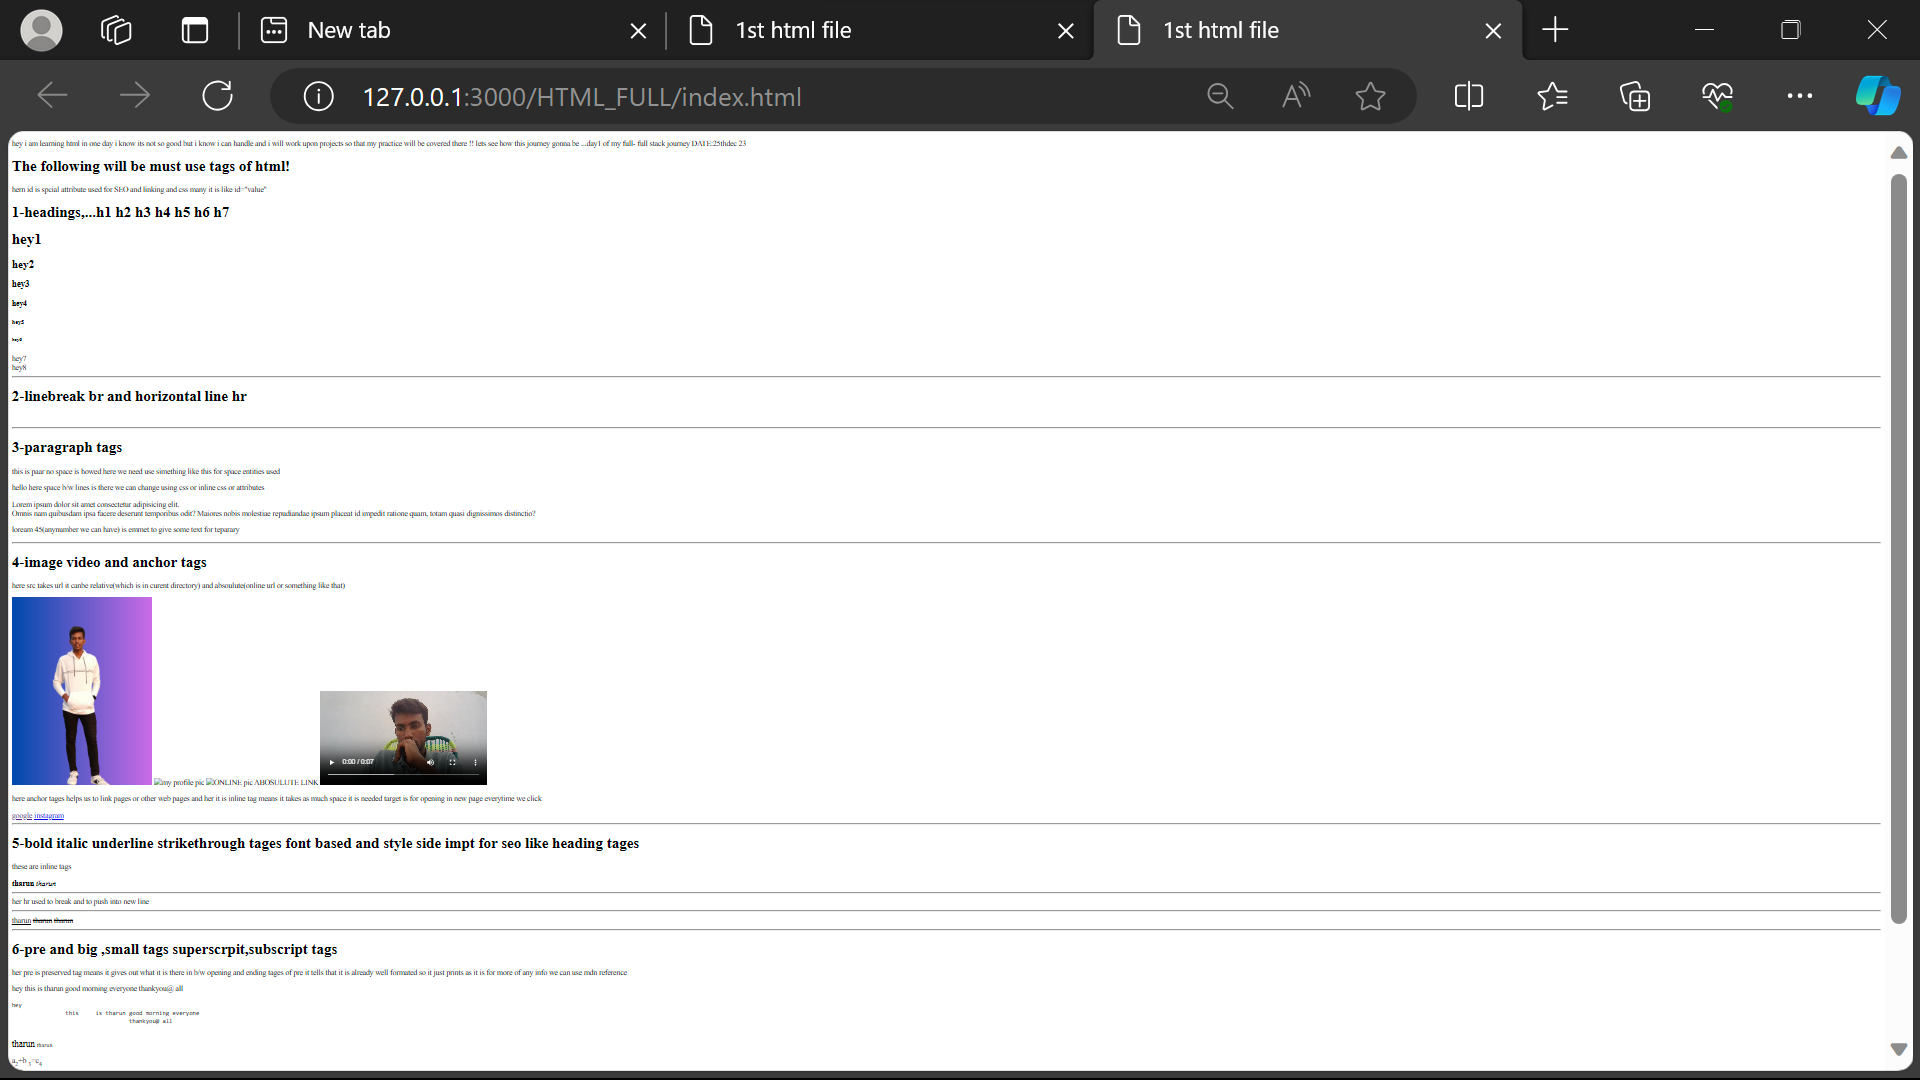 New tab
1st html file
1st html file
127.0.0.1:3000/HTML_FULL/index.html
hey i am learning html in one day i know its not so good but i know i can handle and i will work upon projects so that my practice will be covered there !! lets see how this journey gonna be ...day1 of my full- full stack journey DATE:25thdec 23
The following will be must use tags of html!
hern id is spcial attribute used for SEO and linking and css many it is like id="value"
1-headings,...h1 h2 h3 h4 h5 h6 h7
hey1
hey2
hey3
hey4
hey5
hey6
hey7
hey8
2-linebreak br and horizontal line hr
3-paragraph tags
this is paar no space is howed here we need use simething like this for space entities used
hello here space b/w lines is there we can change using css or inline css or attributes
Lorem ipsum dolor sit amet consectetur adipisicing elit.
Omnis nam quibusdam ipsa facere deserunt temporibus odit? Maiores nobis molestiae repudiandae ipsum placeat id impedit ratione quam, totam quasi dignissimos distinctio?
loream 45(anynumber we can have) is emmet to give some text for teparary
4-image video and anchor tags
here src takes url it canbe relative(which is in curent directory) and absoulute(online url or something like that)
0:00 / 0:07
my profile pic ONLINE pic ABOSULUTE LINK
here anchor tages helps us to link pages or other web pages and her it is inline tag means it takes as much space it is needed target is for opening in new page everytime we click
google instagram
5-bold italic underline strikethrough tages font based and style side impt for seo like heading tages
these are inline tags
tharun tharun
her hr used to break and to push into new line
tharun tharun tharun
6-pre and big ,small tags superscrpit,subscript tags
her pre is preserved tag means it gives out what it is there in b/w opening and ending tages of pre it tells that it is already well formated so it just prints as it is for more of any info we can use mdn reference
hey this is tharun good morning everyone thankyou@ all
hey
this is tharun good morning everyone
thankyou@ all
tharun tharun